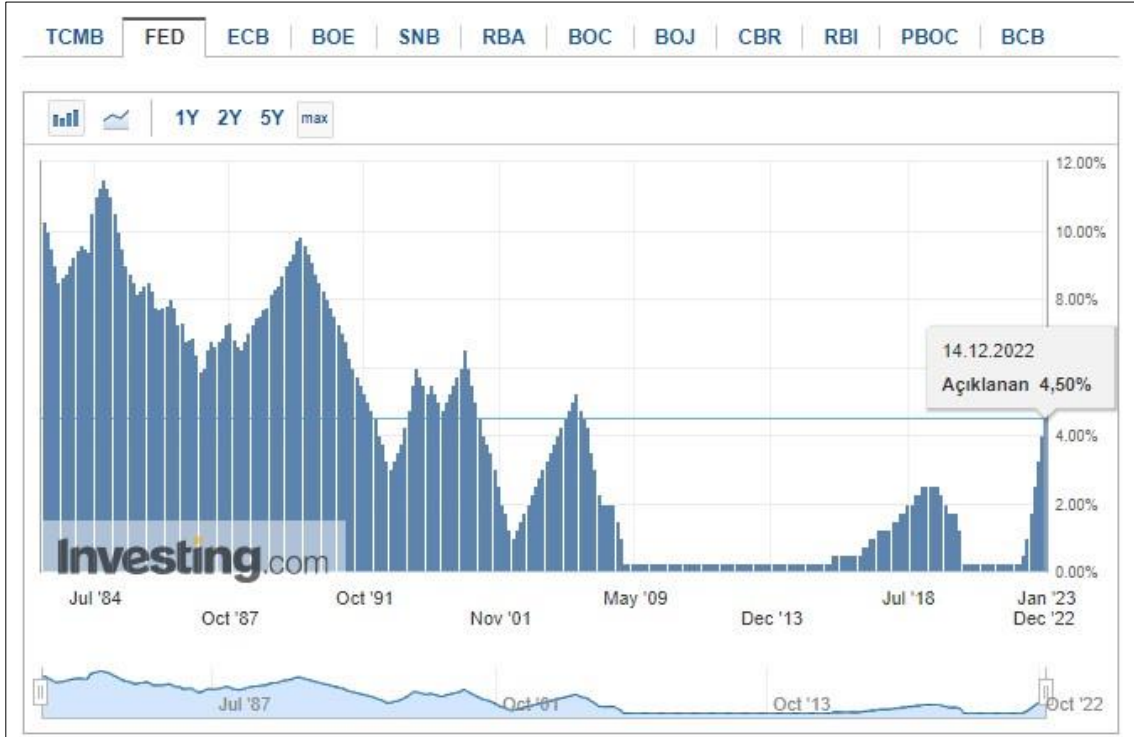 TCMB FED ECB BOE SNB RBA BOC BOJ CBR RBI PBOC BCB
1Y 2Y 5Y max
12.00%
10.00%
8.00%
14.12.2022
Açıklanan 4,50%
4.00%
2.00%
0.00%
Investing.com
Jul '84 Oct '91 May '09 Jul '18 Jan '23
Oct '87 Nov '01 Dec '13 Dec '22
Jul '87 Oct '01 Oct '13 Oct '22